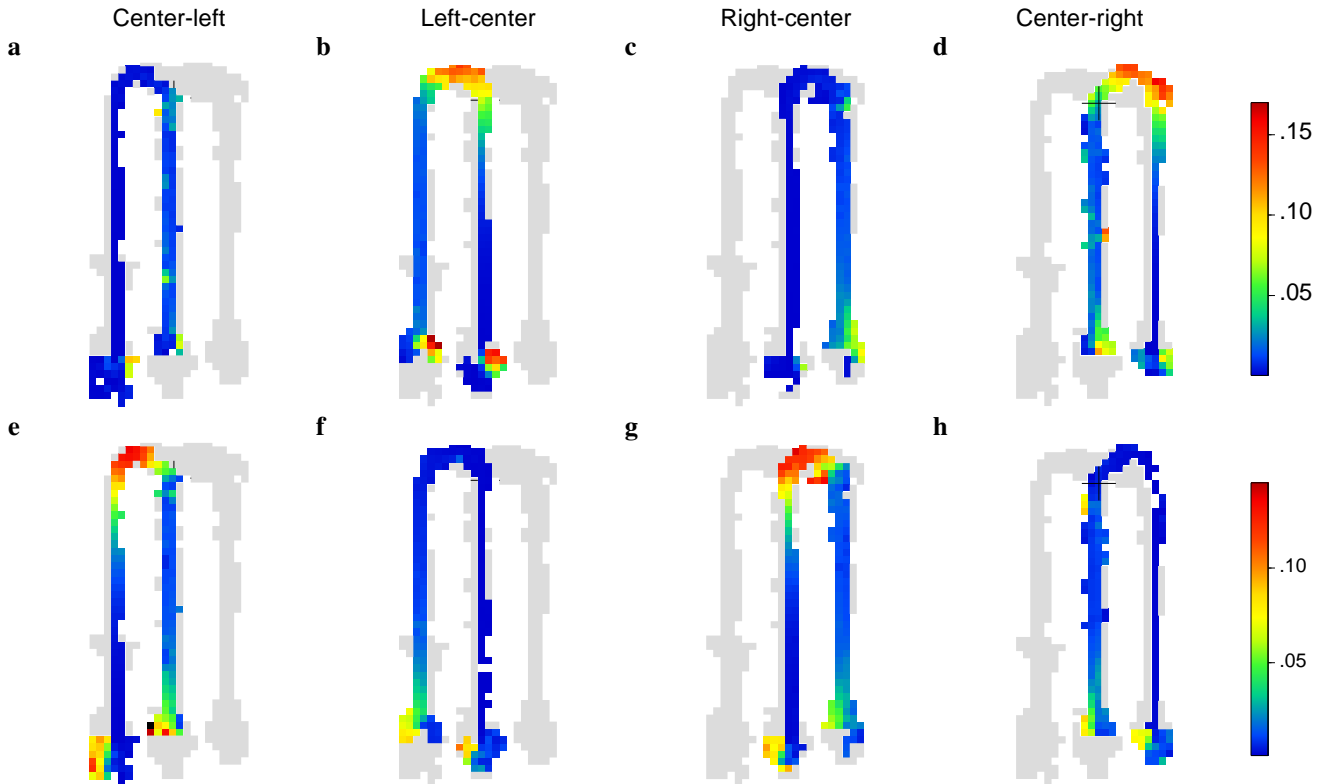 Center-left Left-center Right-center Center-right
a b c d
.15
.10
.05
e f g h
.10
.05